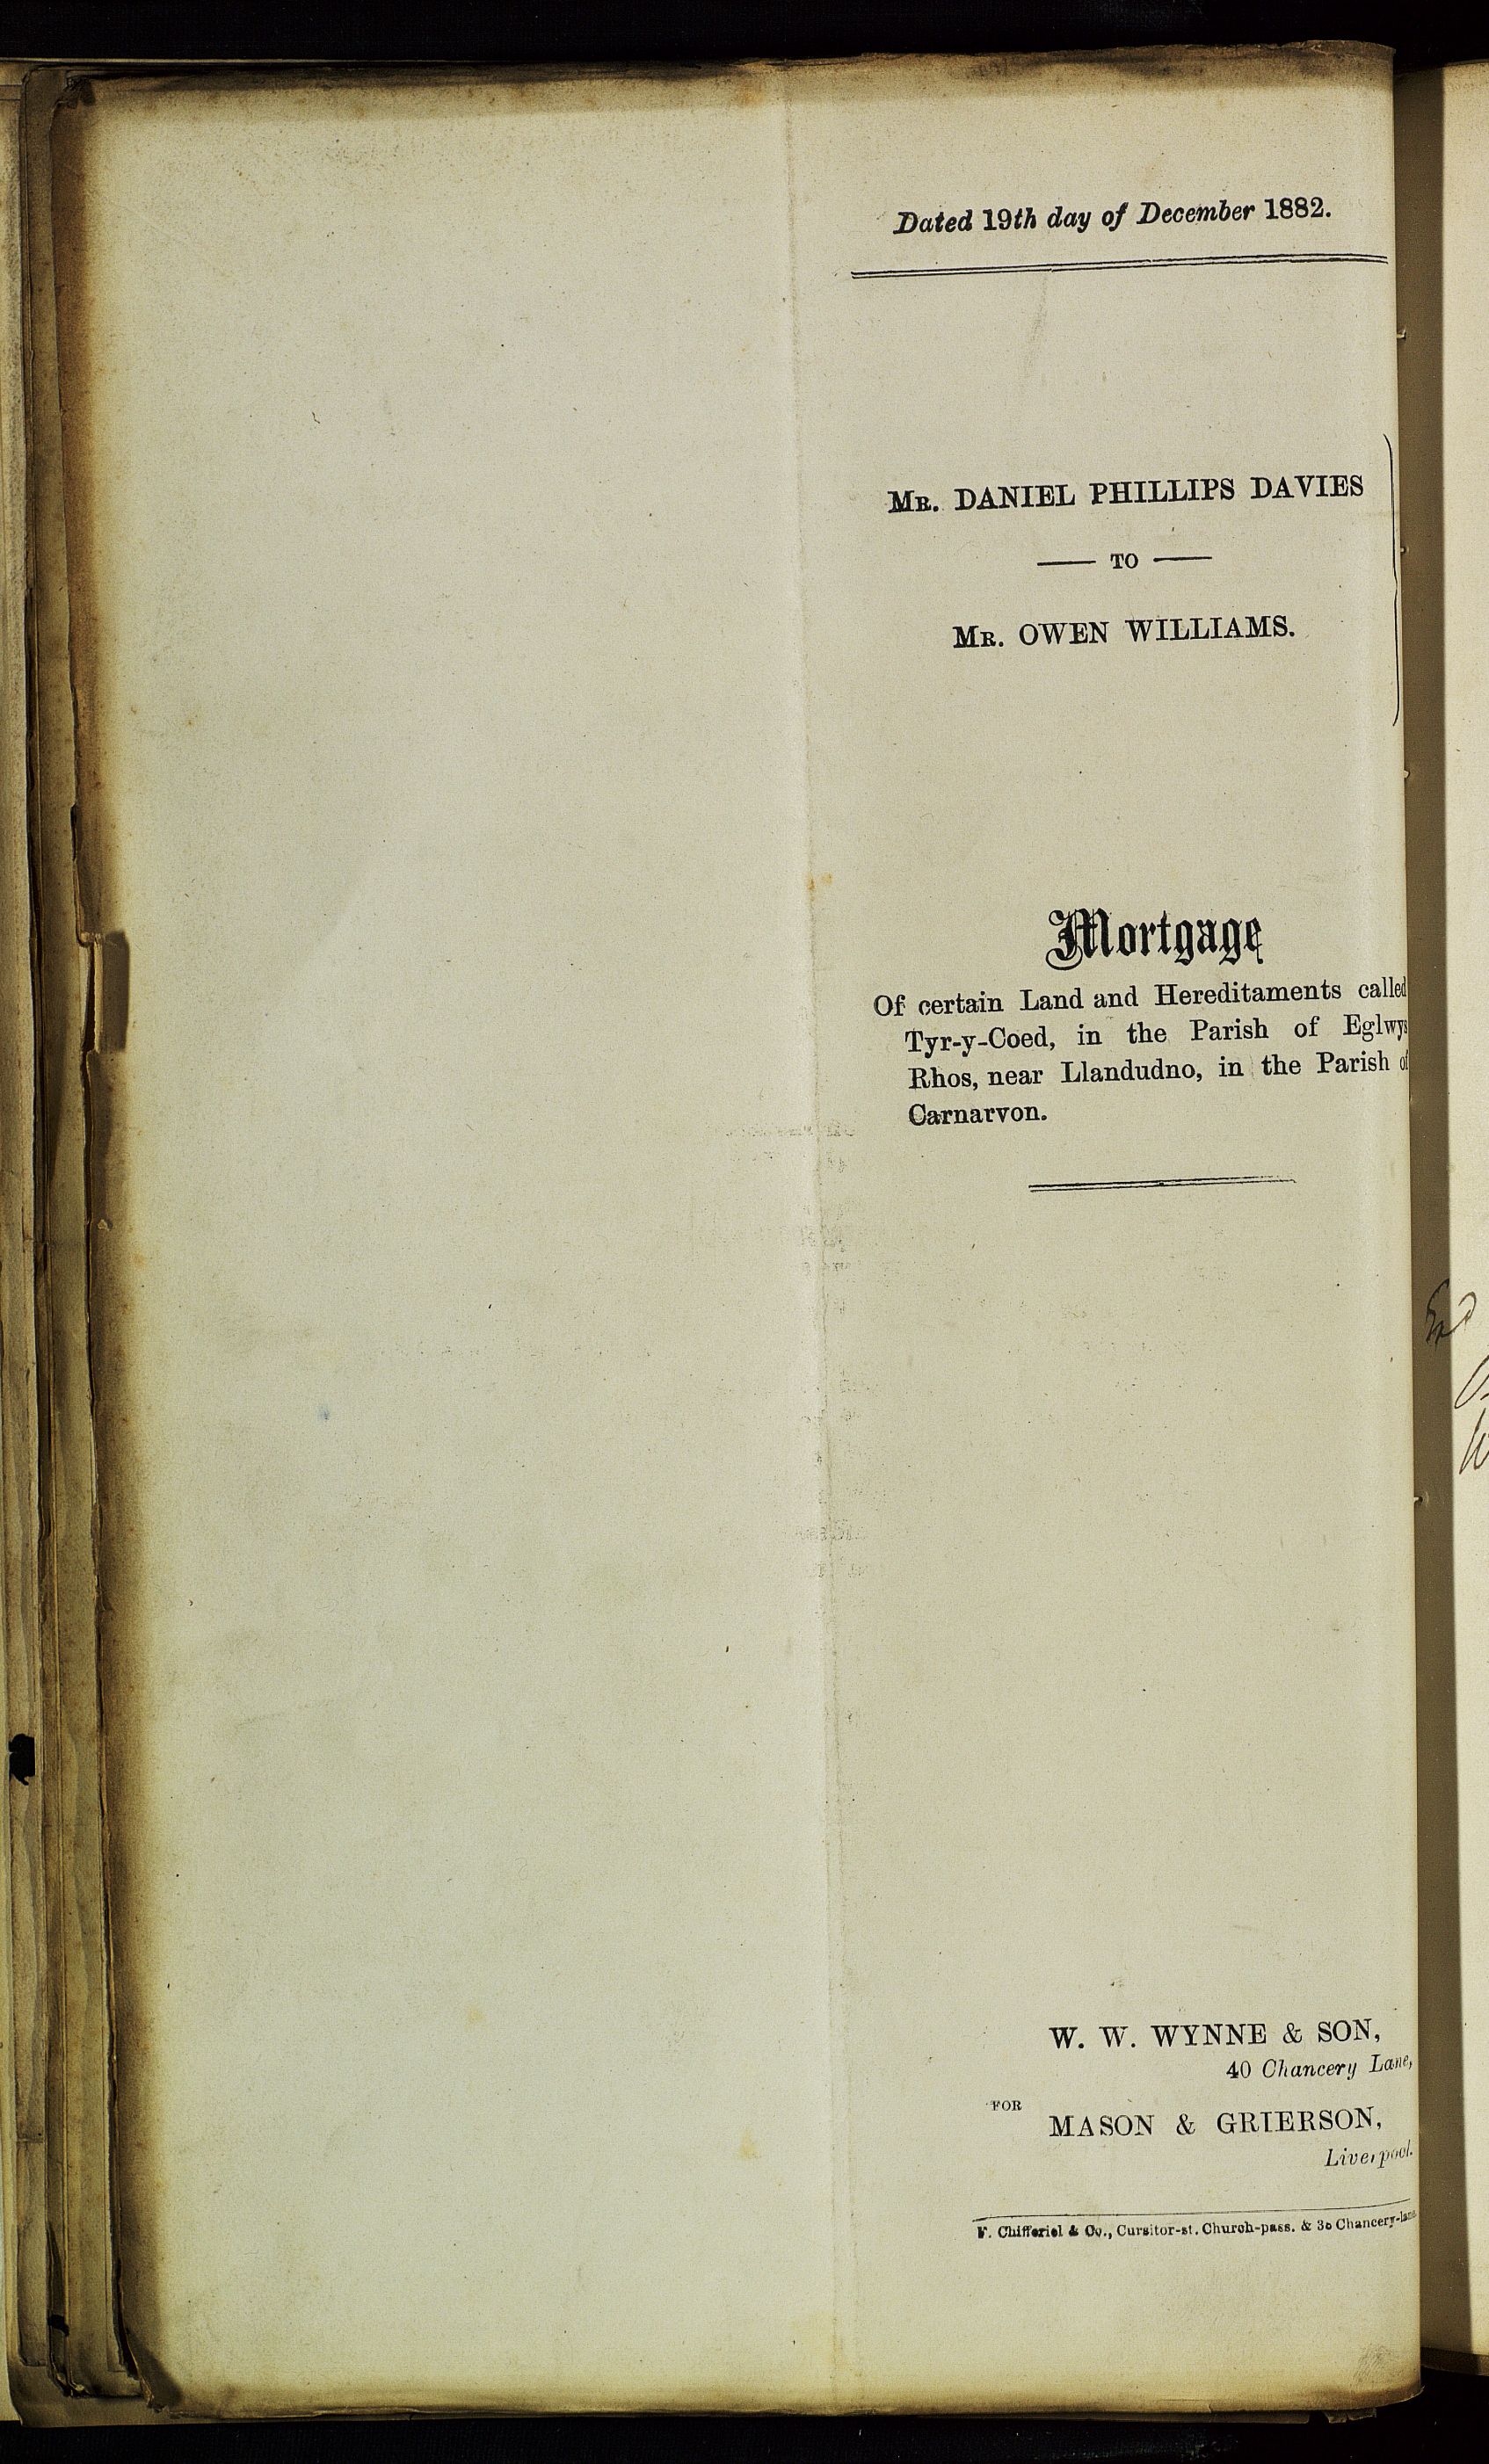 Dated 19th day of December 1882.
MR. DANIEL PHILLIPS DAVIES
— TO —
MR. OWEN WILLIAMS.
Mortgage
Of certain Land and Hereditaments called
Tyr-y-Coed, in the Parish of Eglwys
Rhos, near Llandudno, in the Parish of
Carnarvon.
W. W. WYNNE & SON,
40 Chancery Lane,
FOR
MASON & GRIERSON,
Liverpool.
F. Chifferiel & Co., Cursitor-st. Church-pass. & 36 Chancery-lane